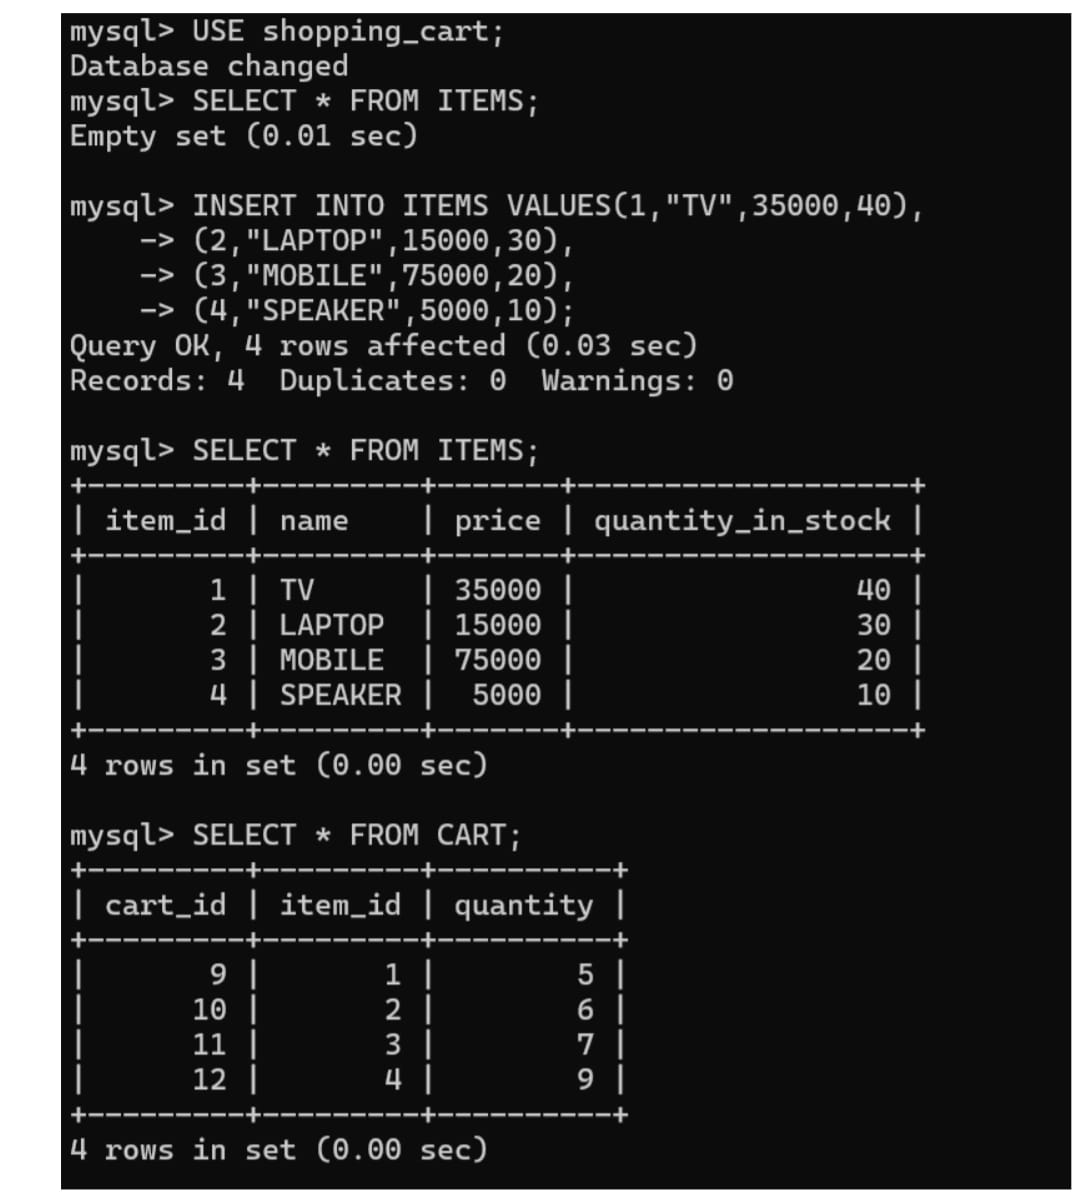 mysql> USE shopping_cart;
Database changed
mysql> SELECT * FROM ITEMS;
Empty set (0.01 sec)

mysql> INSERT INTO ITEMS VALUES(1,"TV",35000,40),
    -> (2,"LAPTOP",15000,30),
    -> (3,"MOBILE",75000,20),
    -> (4,"SPEAKER",5000,10);
Query OK, 4 rows affected (0.03 sec)
Records: 4  Duplicates: 0  Warnings: 0

mysql> SELECT * FROM ITEMS;
+---------+---------+-------+-------------------+
| item_id | name    | price | quantity_in_stock |
+---------+---------+-------+-------------------+
|       1 | TV      | 35000 |                40 |
|       2 | LAPTOP  | 15000 |                30 |
|       3 | MOBILE  | 75000 |                20 |
|       4 | SPEAKER |  5000 |                10 |
+---------+---------+-------+-------------------+
4 rows in set (0.00 sec)

mysql> SELECT * FROM CART;
+---------+---------+----------+
| cart_id | item_id | quantity |
+---------+---------+----------+
|       9 |       1 |        5 |
|      10 |       2 |        6 |
|      11 |       3 |        7 |
|      12 |       4 |        9 |
+---------+---------+----------+
4 rows in set (0.00 sec)